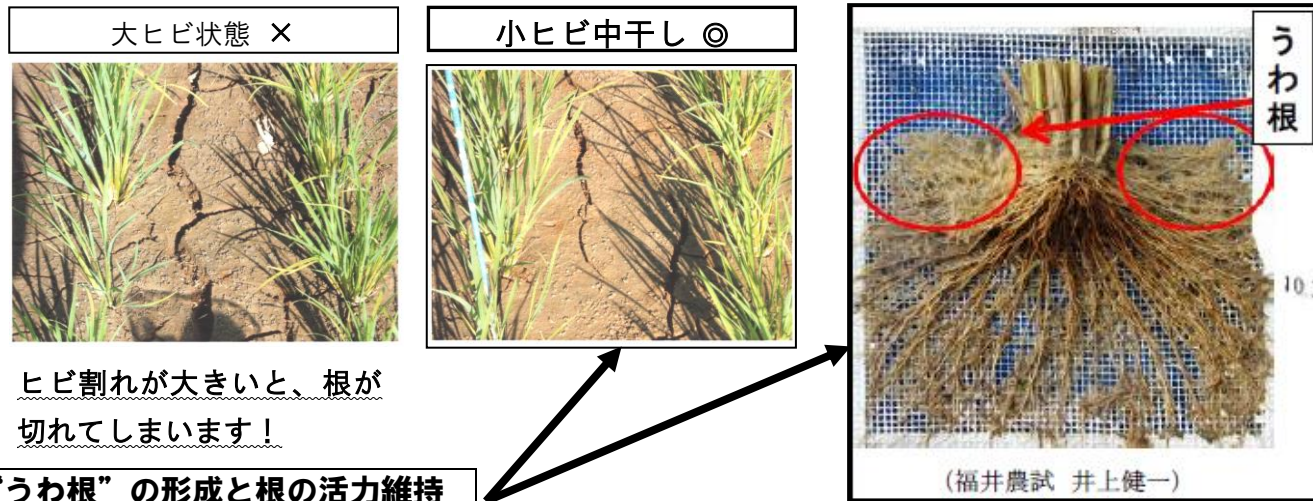 大ヒビ状態 ×
小ヒビ中干し ◎
うわ根
ヒビ割れが大きいと、根が
切れてしまいます！
“うわ根”の形成と根の活力維持
10
（福井農試 井上健一）